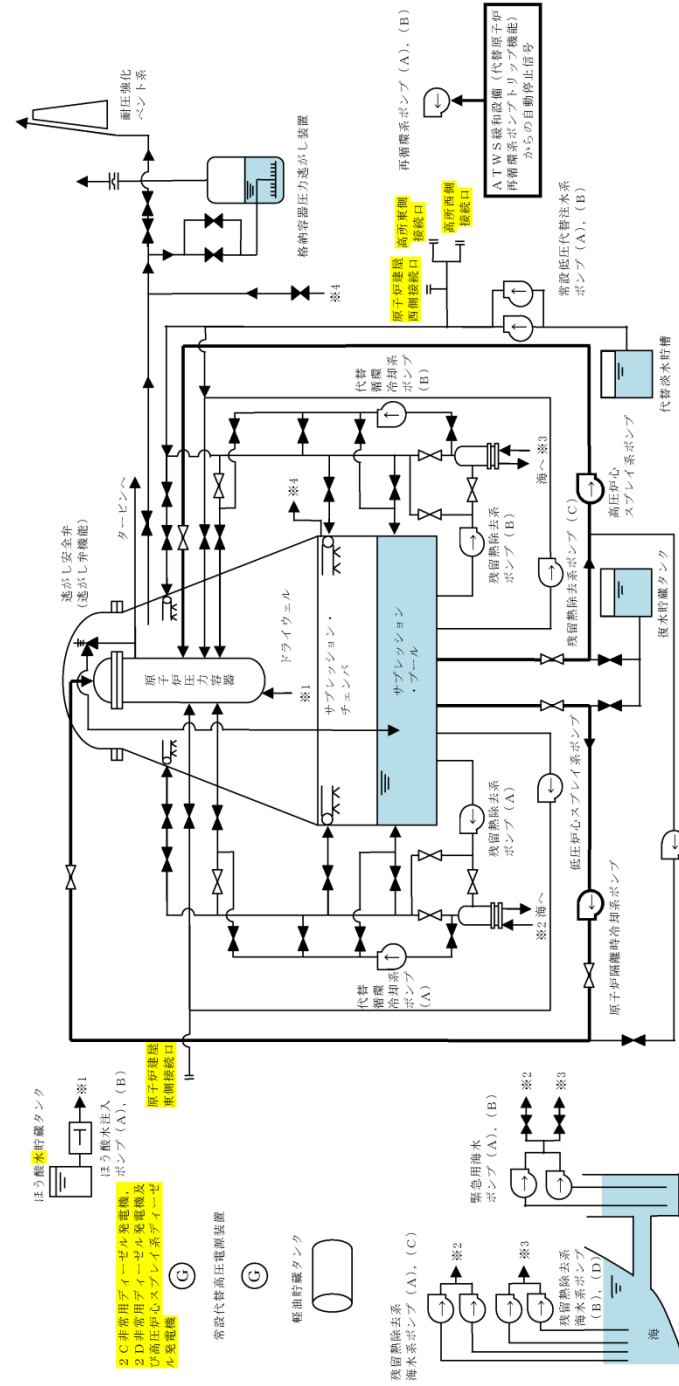 ほう酸水貯蔵タンク
※1
ほう酸水注入
ポンプ（A），（B）
2C非常用ディーゼル発電機，
2D非常用ディーゼル発電機及
び高圧炉心スプレイ系ディーゼ
ル発電機
G
常設代替高圧電源装置
G
軽油貯蔵タンク
残留熱除去系
海水系ポンプ（A），（C）
※2
※3
残留熱除去系
海水系ポンプ
（B），（D）
海
緊急用海水
ポンプ（A），（B）
※2
※3
原子炉建屋
東側接続口
逃がし安全弁
（逃がし弁機能）
タービンへ
原子炉圧力容器
※1
ドライウェル
サプレッション・
チェンバ
サプレッション
・プール
※4
代替
循環
冷却系
ポンプ
（A）
※2
海へ
残留熱除去系
ポンプ（A）
低圧炉心スプレイ系ポンプ
原子炉隔離時冷却系ポンプ
代替
循環
冷却系
ポンプ
（B）
海へ
※3
残留熱除去系
ポンプ（B）
残留熱除去系ポンプ（C）
高圧炉心
スプレイ系ポンプ
復水貯蔵タンク
代替淡水貯槽
常設低圧代替注水系
ポンプ（A），（B）
原子炉建屋
西側接続口
高所東側
接続口
高所西側
接続口
※4
耐圧強化
ベント系
格納容器圧力逃がし装置
再循環系ポンプ（A），（B）
ATWS緩和設備（代替原子炉
再循環系ポンプトリップ機能）
からの自動停止信号